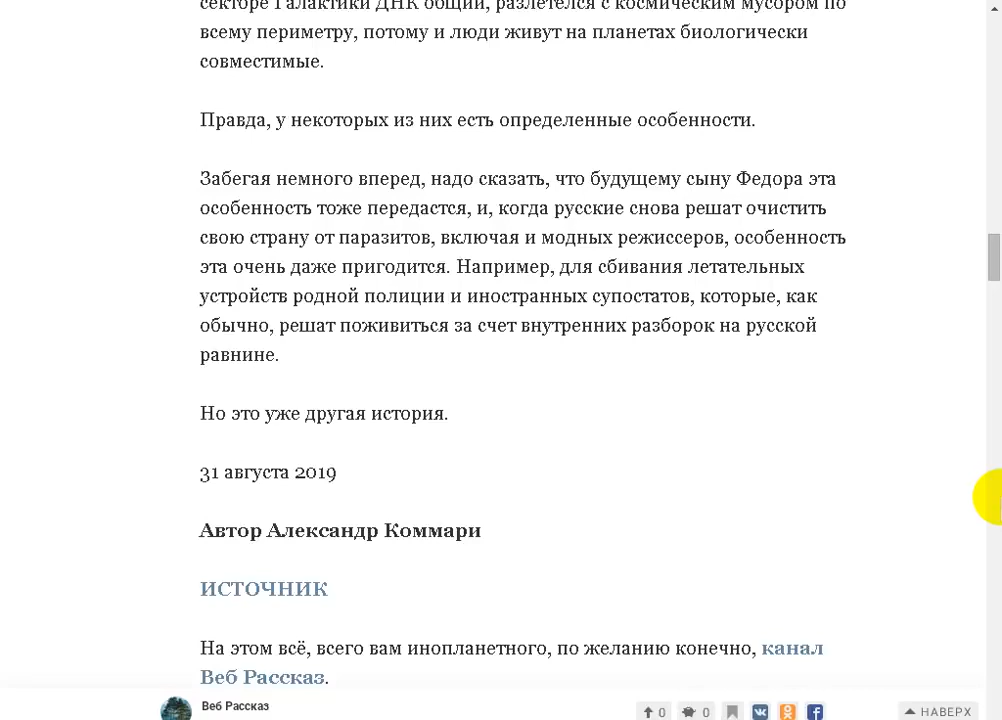 секторе Галактики ДНК общий, разлетелся с космическим мусором по
всему периметру, потому и люди живут на планетах биологически
совместимые.
Правда, у некоторых из них есть определенные особенности.
Забегая немного вперед, надо сказать, что будущему сыну Федора эта
особенность тоже передастся, и, когда русские снова решат очистить
свою страну от паразитов, включая и модных режиссеров, особенность
эта очень даже пригодится. Например, для сбивания летательных
устройств родной полиции и иностранных супостатов, которые, как
обычно, решат поживиться за счет внутренних разборок на русской
равнине.
Но это уже другая история.
31 августа 2019
Автор Александр Коммари
ИСТОЧНИК
На этом всё, всего вам инопланетного, по желанию конечно, канал
Веб Рассказ.
Веб Рассказ 0 0 НАВЕРХ